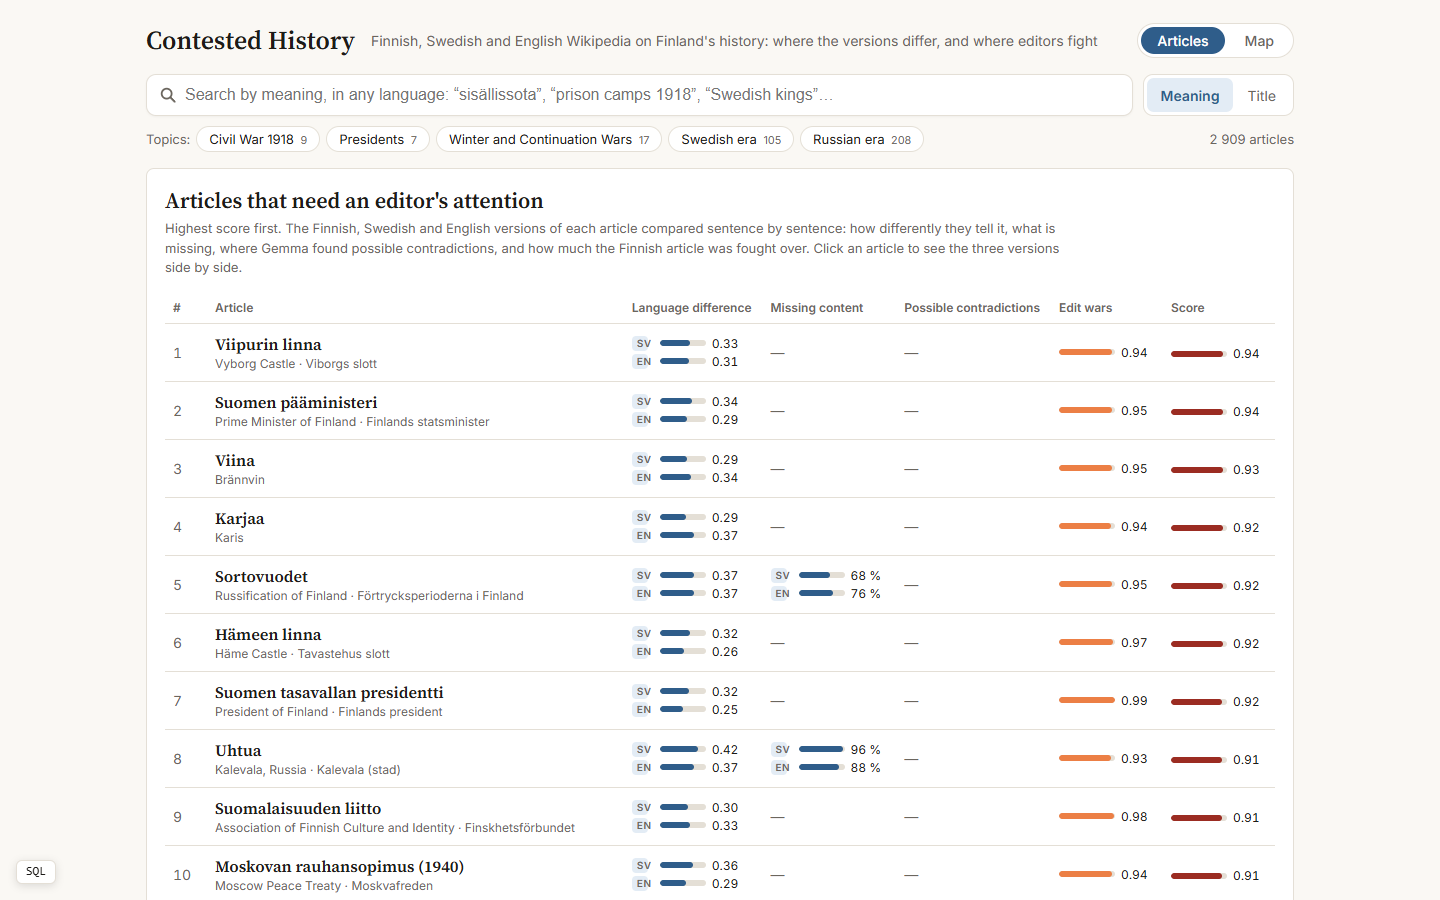 Contested History
Finnish, Swedish and English Wikipedia on Finland's history: where the versions differ, and where editors fight
Articles Map
Search by meaning, in any language: “sisällissota”, “prison camps 1918”, “Swedish kings”…
Meaning Title
Topics: Civil War 1918 9 Presidents 7 Winter and Continuation Wars 17 Swedish era 105 Russian era 208 2 909 articles
Articles that need an editor's attention
Highest score first. The Finnish, Swedish and English versions of each article compared sentence by sentence: how differently they tell it, what is
missing, where Gemma found possible contradictions, and how much the Finnish article was fought over. Click an article to see the three versions
side by side.
# Article Language difference Missing content Possible contradictions Edit wars Score
1 Viipurin linna SV 0.33 — — 0.94 0.94
Vyborg Castle · Viborgs slott EN 0.31
2 Suomen pääministeri SV 0.34 — — 0.95 0.94
Prime Minister of Finland · Finlands statsminister EN 0.29
3 Viina SV 0.29 — — 0.95 0.93
Brännvin EN 0.34
4 Karjaa SV 0.29 — — 0.94 0.92
Karis EN 0.37
5 Sortovuodet SV 0.37 SV 68 % — 0.95 0.92
Russification of Finland · Förtrycksperioderna i Finland EN 0.37 EN 76 %
6 Hämeen linna SV 0.32 — — 0.97 0.92
Häme Castle · Tavastehus slott EN 0.26
7 Suomen tasavallan presidentti SV 0.32 — — 0.99 0.92
President of Finland · Finlands president EN 0.25
8 Uhtua SV 0.42 SV 96 % — 0.93 0.91
Kalevala, Russia · Kalevala (stad) EN 0.37 EN 88 %
9 Suomalaisuuden liitto SV 0.30 — — 0.98 0.91
Association of Finnish Culture and Identity · Finskhetsförbundet EN 0.33
10 Moskovan rauhansopimus (1940) SV 0.36 — — 0.94 0.91
Moscow Peace Treaty · Moskvafreden EN 0.29
SQL